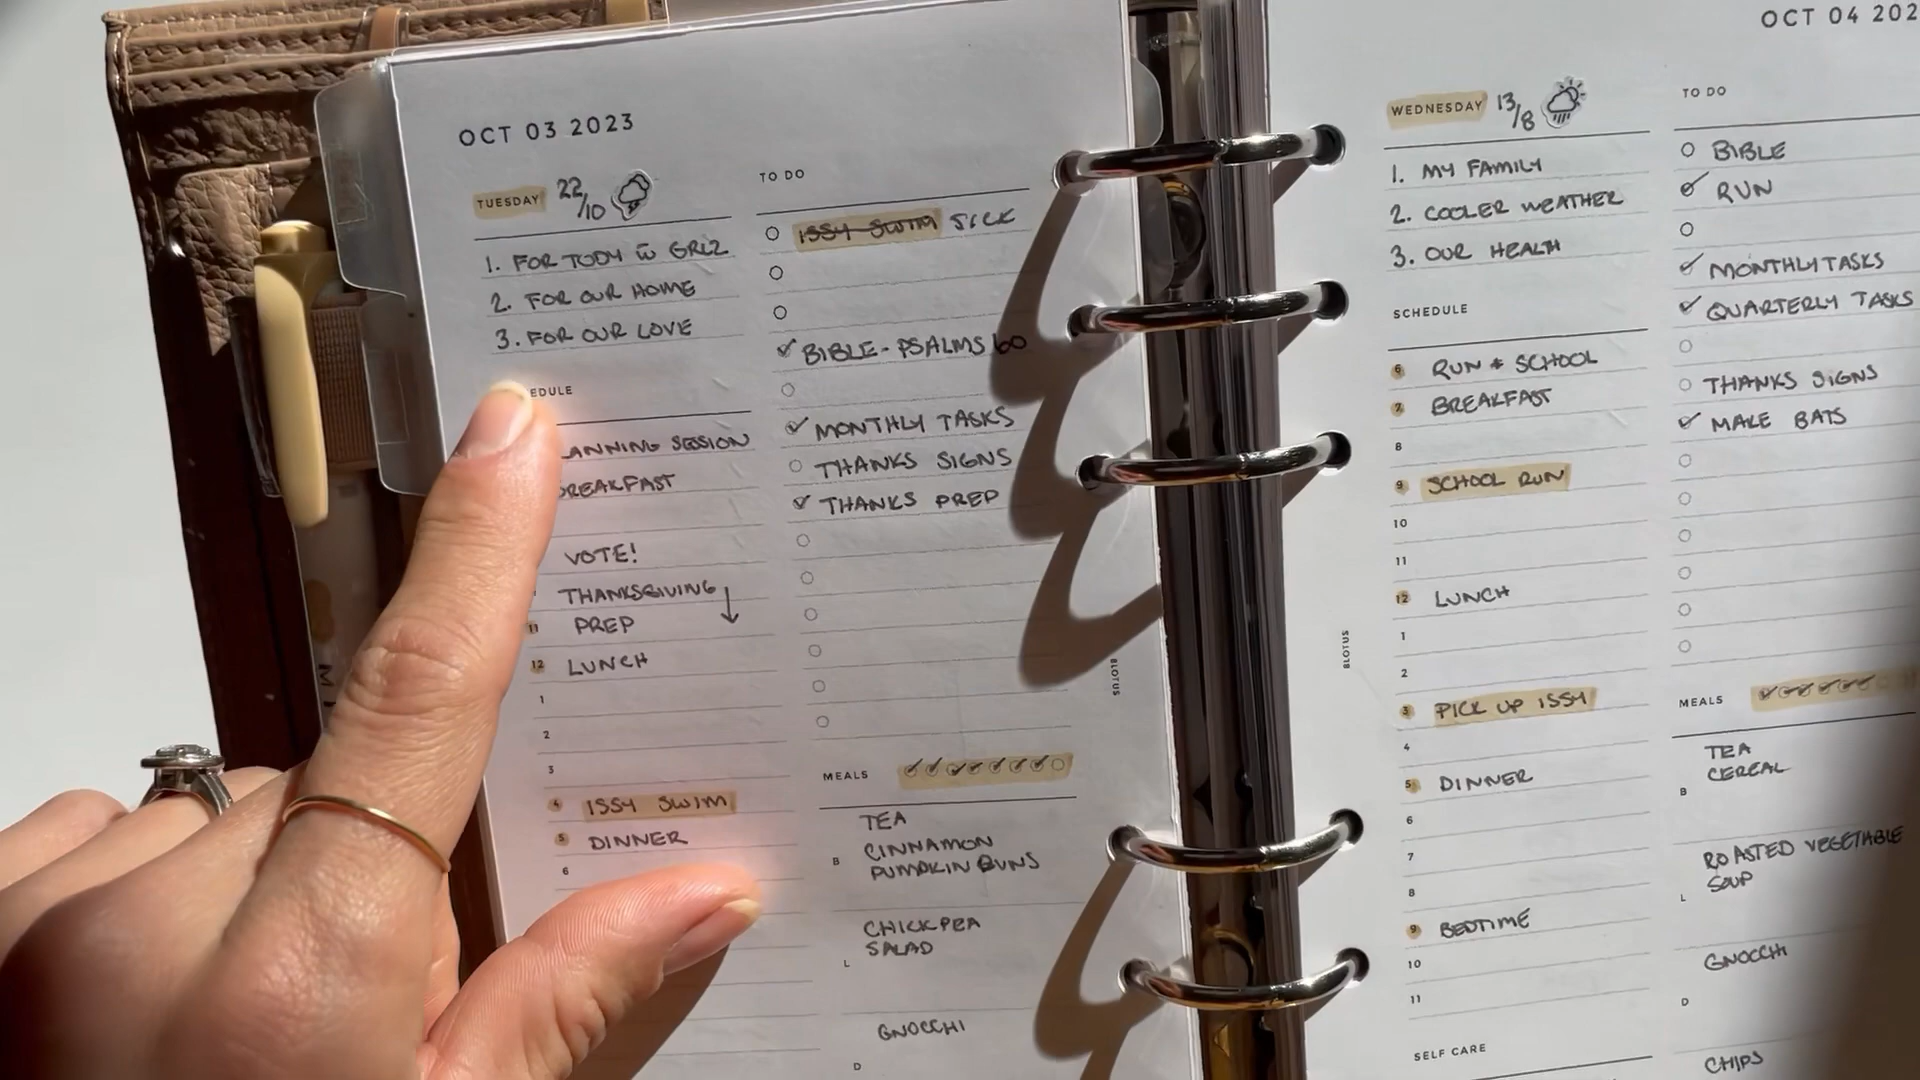 OCT 03 2023
TUESDAY 22/10
1. FOR TODY W GRLZ
2. FOR OUR HOME
3. FOR OUR LOVE
EDULE
LANNING SESSION
BREAKFAST
VOTE!
THANKSGIVING
11 PREP
12 LUNCH
1
2
3
4 ISSY SWIM
5 DINNER
6
TO DO
ISSY SWIM SICK
BIBLE - PSALMS 60
MONTHLY TASKS
THANKS SIGNS
THANKS PREP
MEALS
TEA
CINNAMON
B PUMPKIN BUNS
CHICKPEA
SALAD
L
GNOCCHI
D
BLOTUS
OCT 04 202
WEDNESDAY 13/8
1. MY FAMILY
2. COOLER WEATHER
3. OUR HEALTH
SCHEDULE
6 RUN + SCHOOL
7 BREAKFAST
8
9 SCHOOL RUN
10
11
12 LUNCH
1
2
3 PICK UP ISSY
4
5 DINNER
6
7
8
9 BEDTIME
10
11
SELF CARE
TO DO
BIBLE
RUN
MONTHLY TASKS
QUARTERLY TASKS
THANKS SIGNS
MAKE BATS
MEALS
TEA
CEREAL
B
ROASTED VEGETABLE
SOUP
L
GNOCCHI
D
CHIPS
BLOTUS